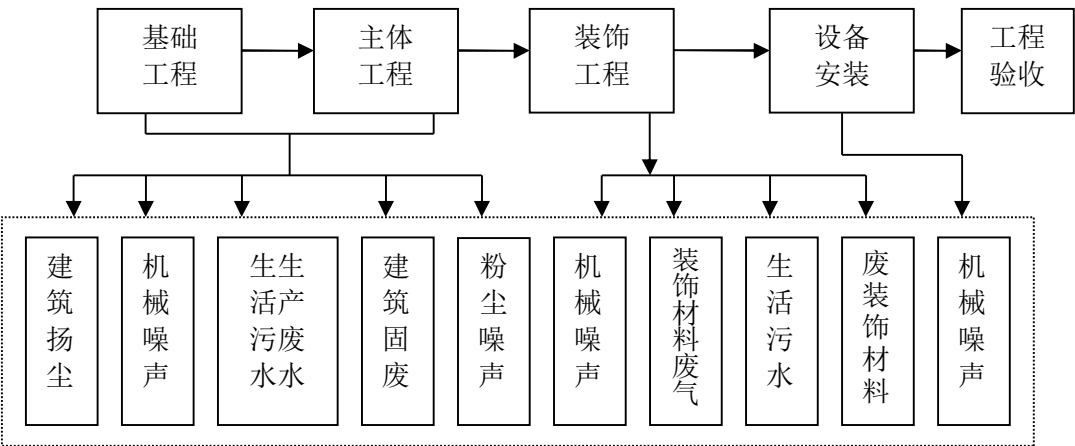 基础
工程
主体
工程
装饰
工程
设备
安装
工程
验收
建筑扬尘
机械噪声
生活污水
生产废水
建筑固废
粉尘噪声
机械噪声
装饰材料废气
生活污水
废装饰材料
机械噪声